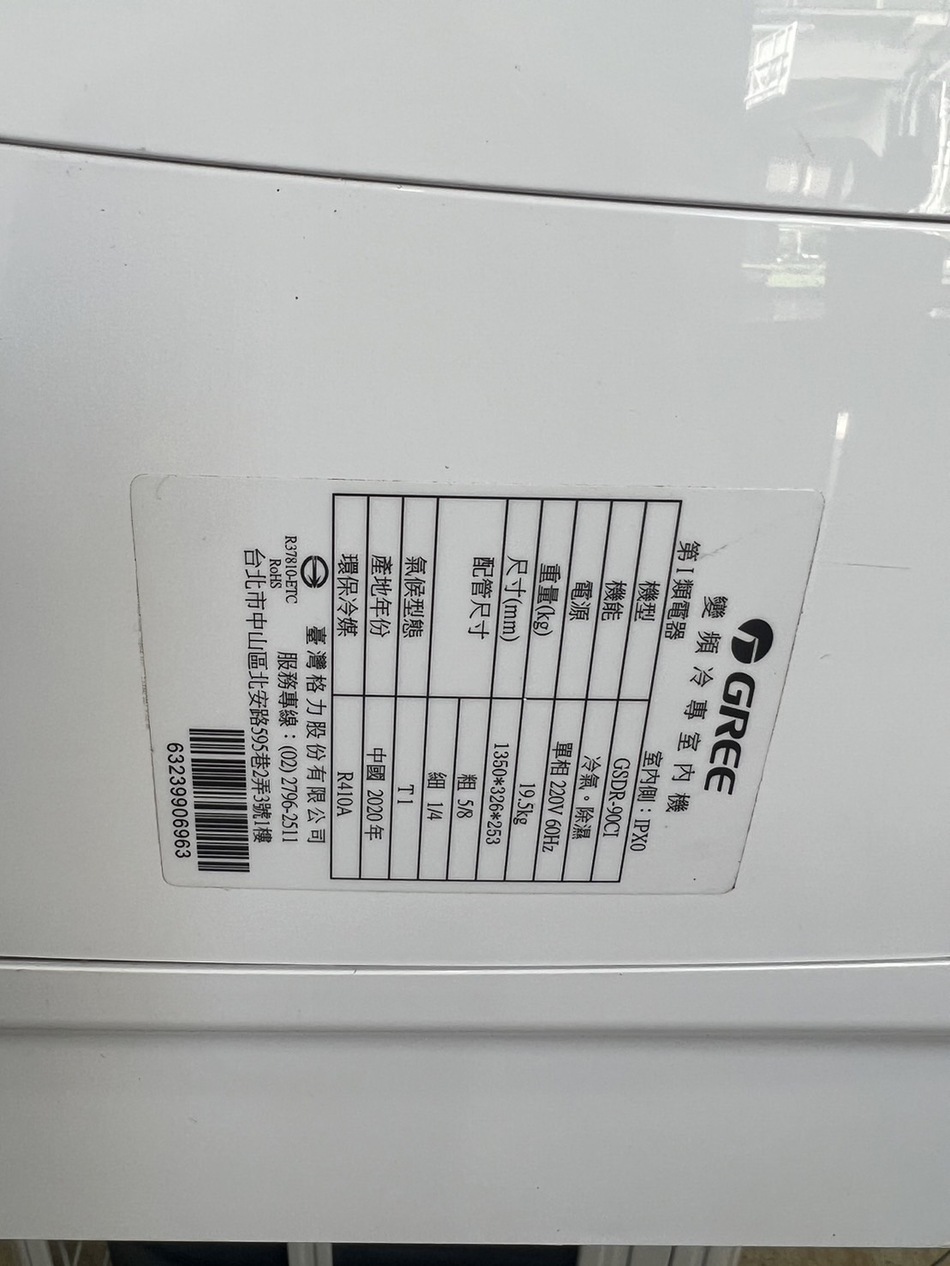 GREE
變頻冷專室內機
第I類電器 室內側：IPX0
機型 GSDR-90CI
機能 冷氣。除濕
電源 單相 220V 60Hz
重量(kg) 19.5kg
尺寸(mm) 1350*326*253
配管尺寸 粗 5/8
細 1/4
氣候型態 T1
產地年份 中國 2020年
環保冷媒 R410A
臺灣格力股份有限公司
R37810-ETC 服務專線：(02) 2796-2511
RoHS
台北市中山區北安路595巷2弄3號1樓
63239906963